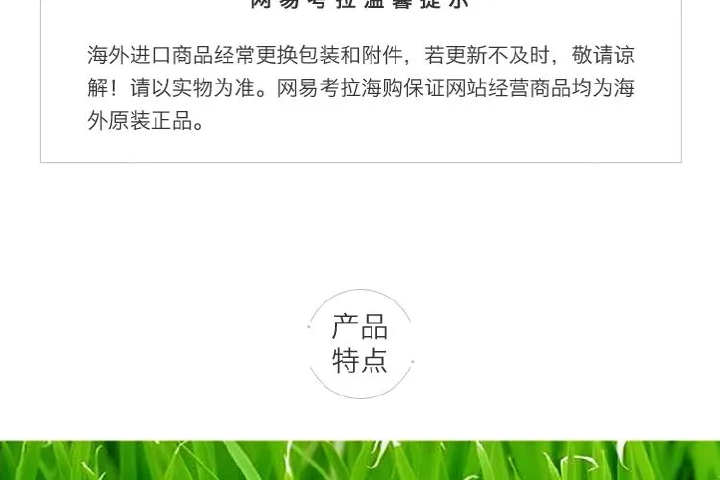 网易考拉温馨提示
海外进口商品经常更换包装和附件，若更新不及时，敬请谅
解！请以实物为准。网易考拉海购保证网站经营商品均为海
外原装正品。
产品
特点